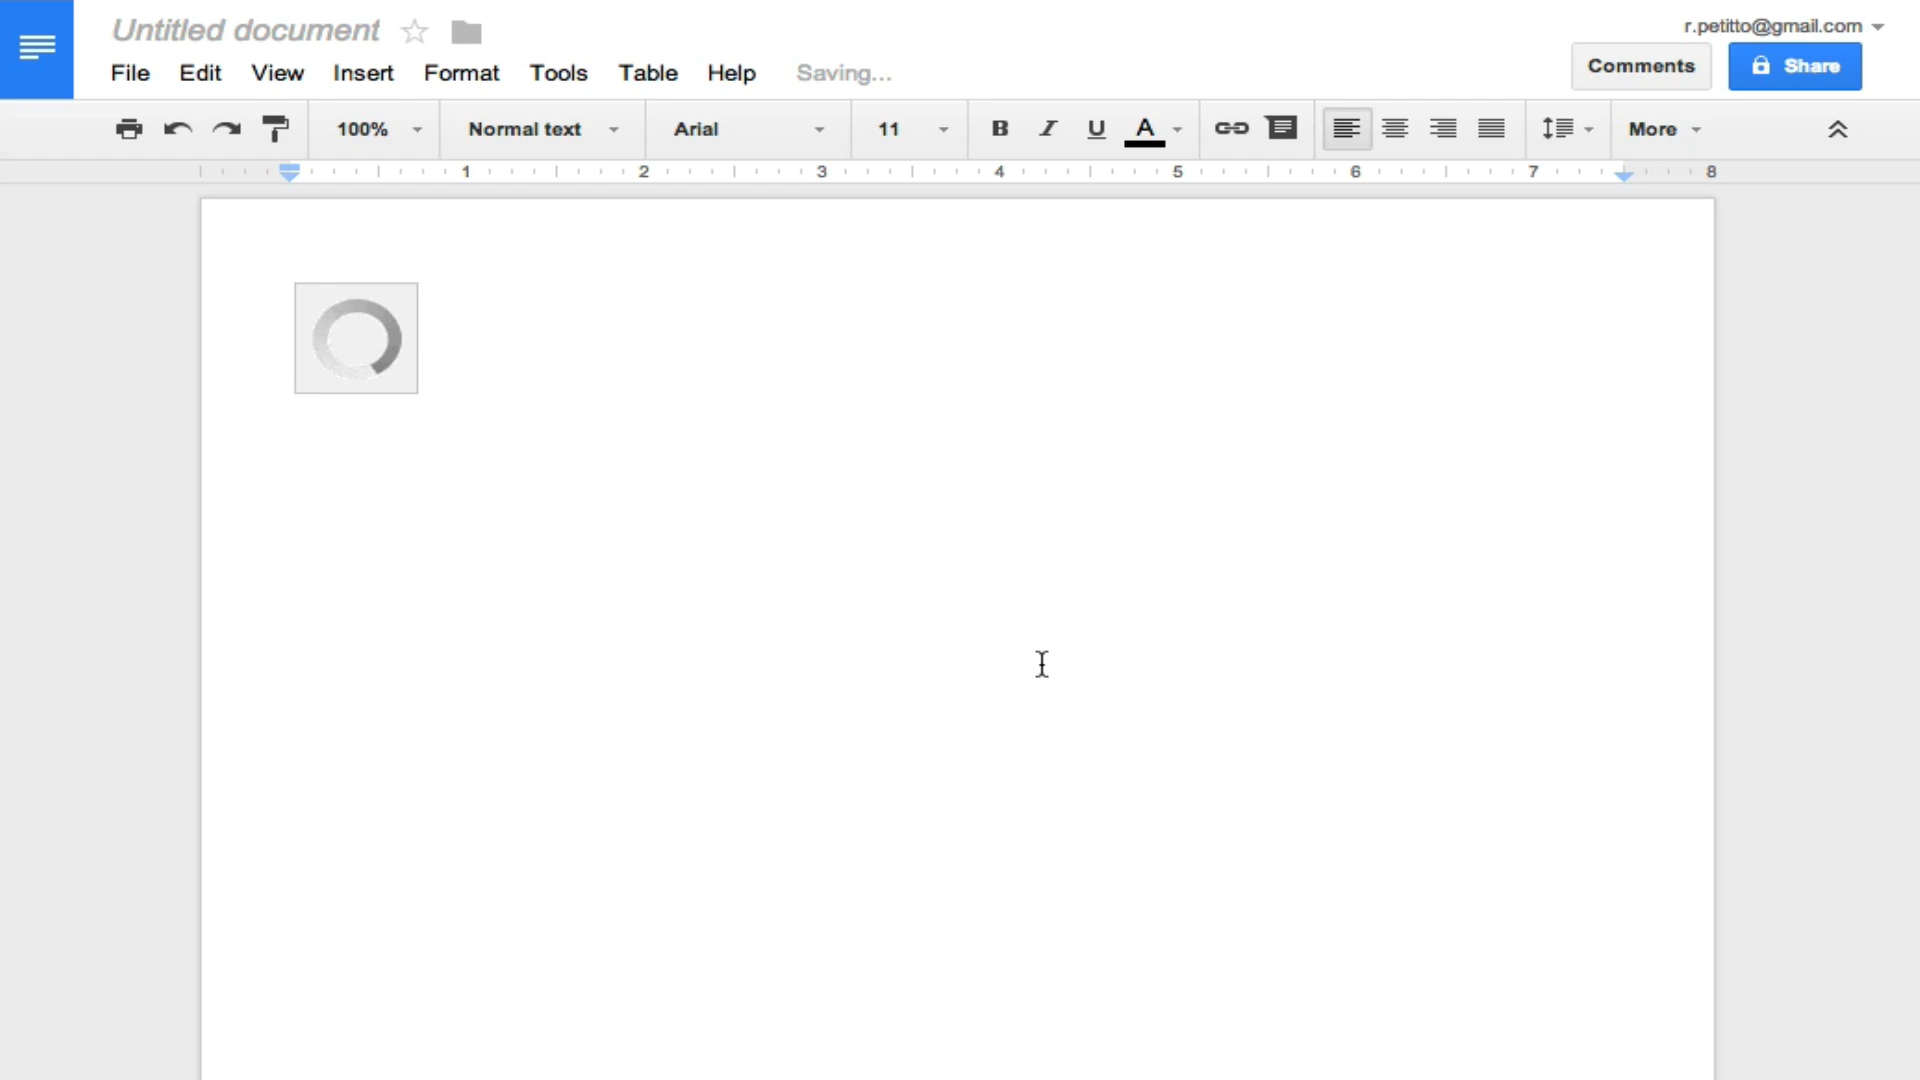 Untitled document
r.petitto@gmail.com
File Edit View Insert Format Tools Table Help Saving...
Comments Share
100% Normal text Arial 11 B I U A More
1 2 3 4 5 6 7 8